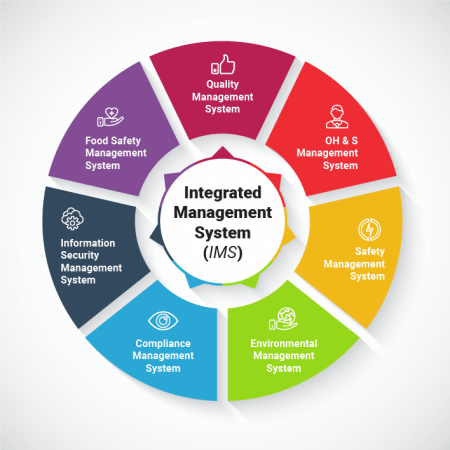 Quality
Management
System
OH & S
Management
System
Safety
Management
System
Environmental
Management
System
Compliance
Management
System
Information
Security
Management
System
Food Safety
Management
System
Integrated
Management
System
(IMS)